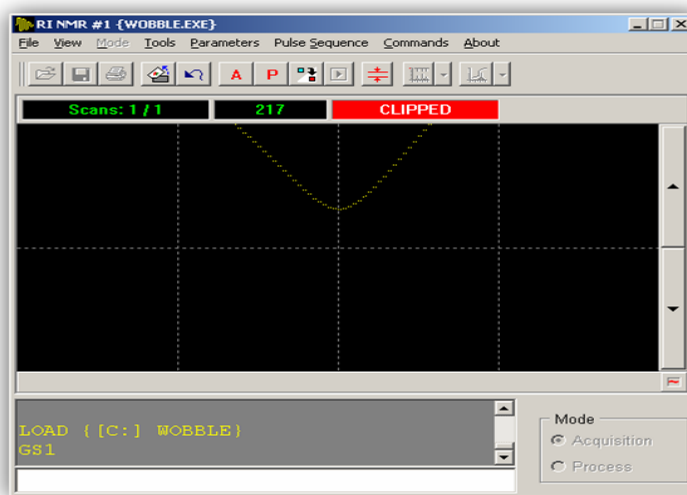 RI NMR #1 {WOBBLE.EXE}
File View Mode Tools Parameters Pulse Sequence Commands About
A P
Scans: 1 / 1 217 CLIPPED
LOAD {[C:] WOBBLE}
GS1
Mode
Acquisition
Process